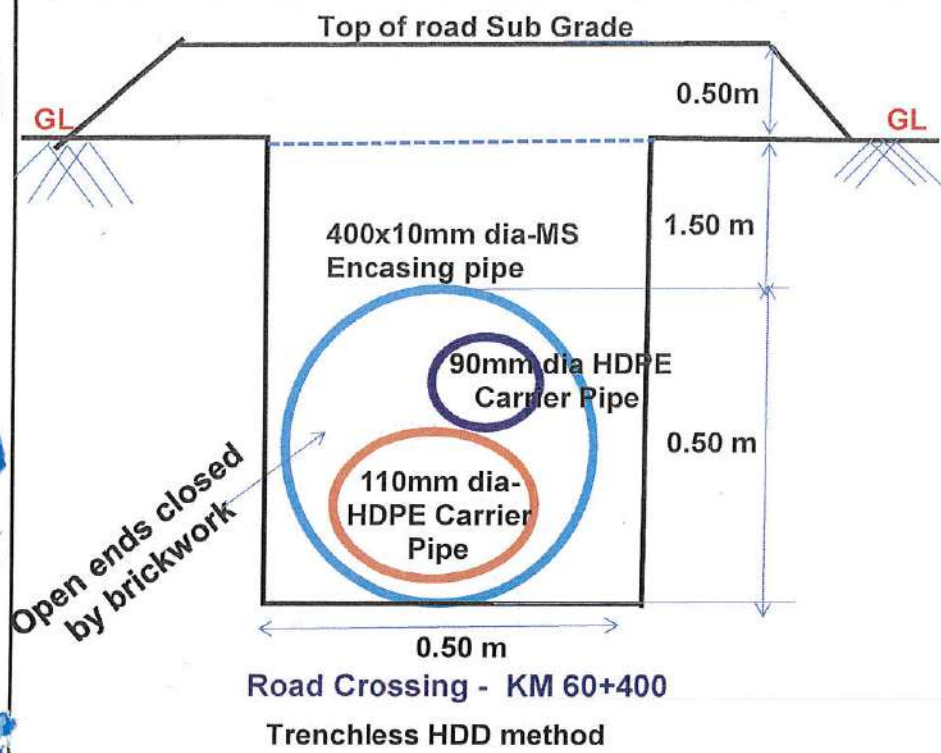 Top of road Sub Grade
0.50m
GL
GL
1.50 m
400x10mm dia-MS
Encasing pipe
90mm dia HDPE
Carrier Pipe
0.50 m
110mm dia-
HDPE Carrier
Pipe
Open ends closed
by brickwork
0.50 m
Road Crossing - KM 60+400
Trenchless HDD method